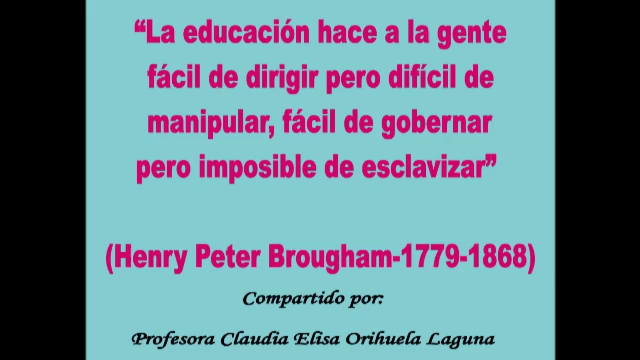 “La educación hace a la gente
fácil de dirigir pero difícil de
manipular, fácil de gobernar
pero imposible de esclavizar”
(Henry Peter Brougham-1779-1868)
Compartido por:
Profesora Claudia Elisa Orihuela Laguna